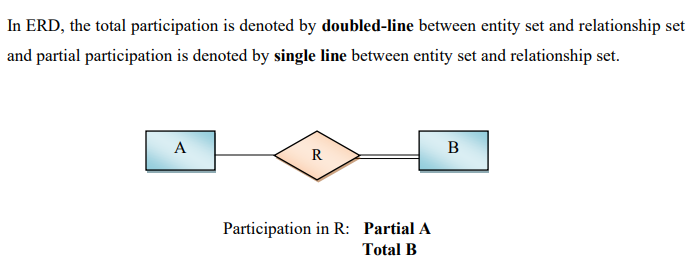 In ERD, the total participation is denoted by doubled-line between entity set and relationship set
and partial participation is denoted by single line between entity set and relationship set.
A
R
B
Participation in R: Partial A
Total B